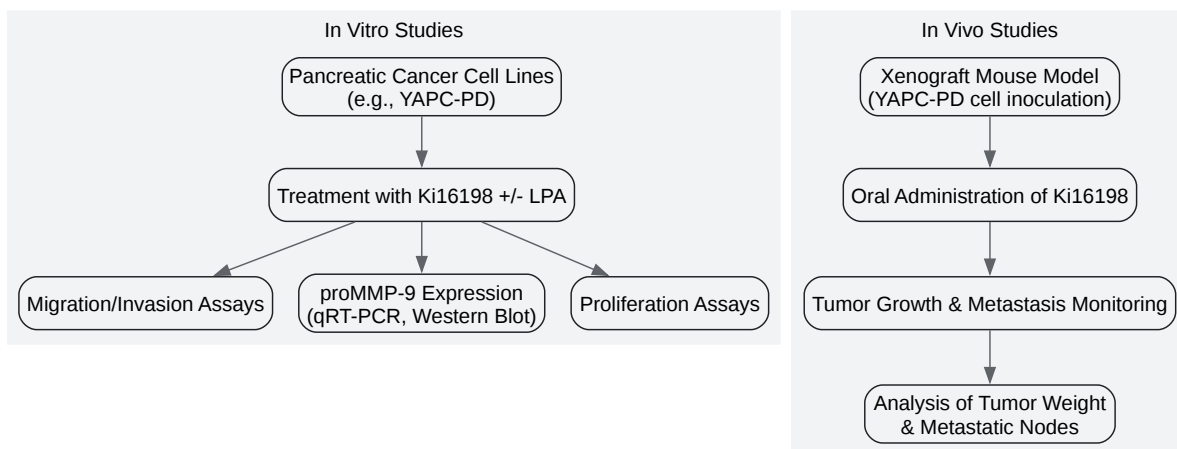 In Vitro Studies
Pancreatic Cancer Cell Lines
(e.g., YAPC-PD)
Treatment with Ki16198 +/- LPA
Migration/Invasion Assays
proMMP-9 Expression
(qRT-PCR, Western Blot)
Proliferation Assays
In Vivo Studies
Xenograft Mouse Model
(YAPC-PD cell inoculation)
Oral Administration of Ki16198
Tumor Growth & Metastasis Monitoring
Analysis of Tumor Weight
& Metastatic Nodes